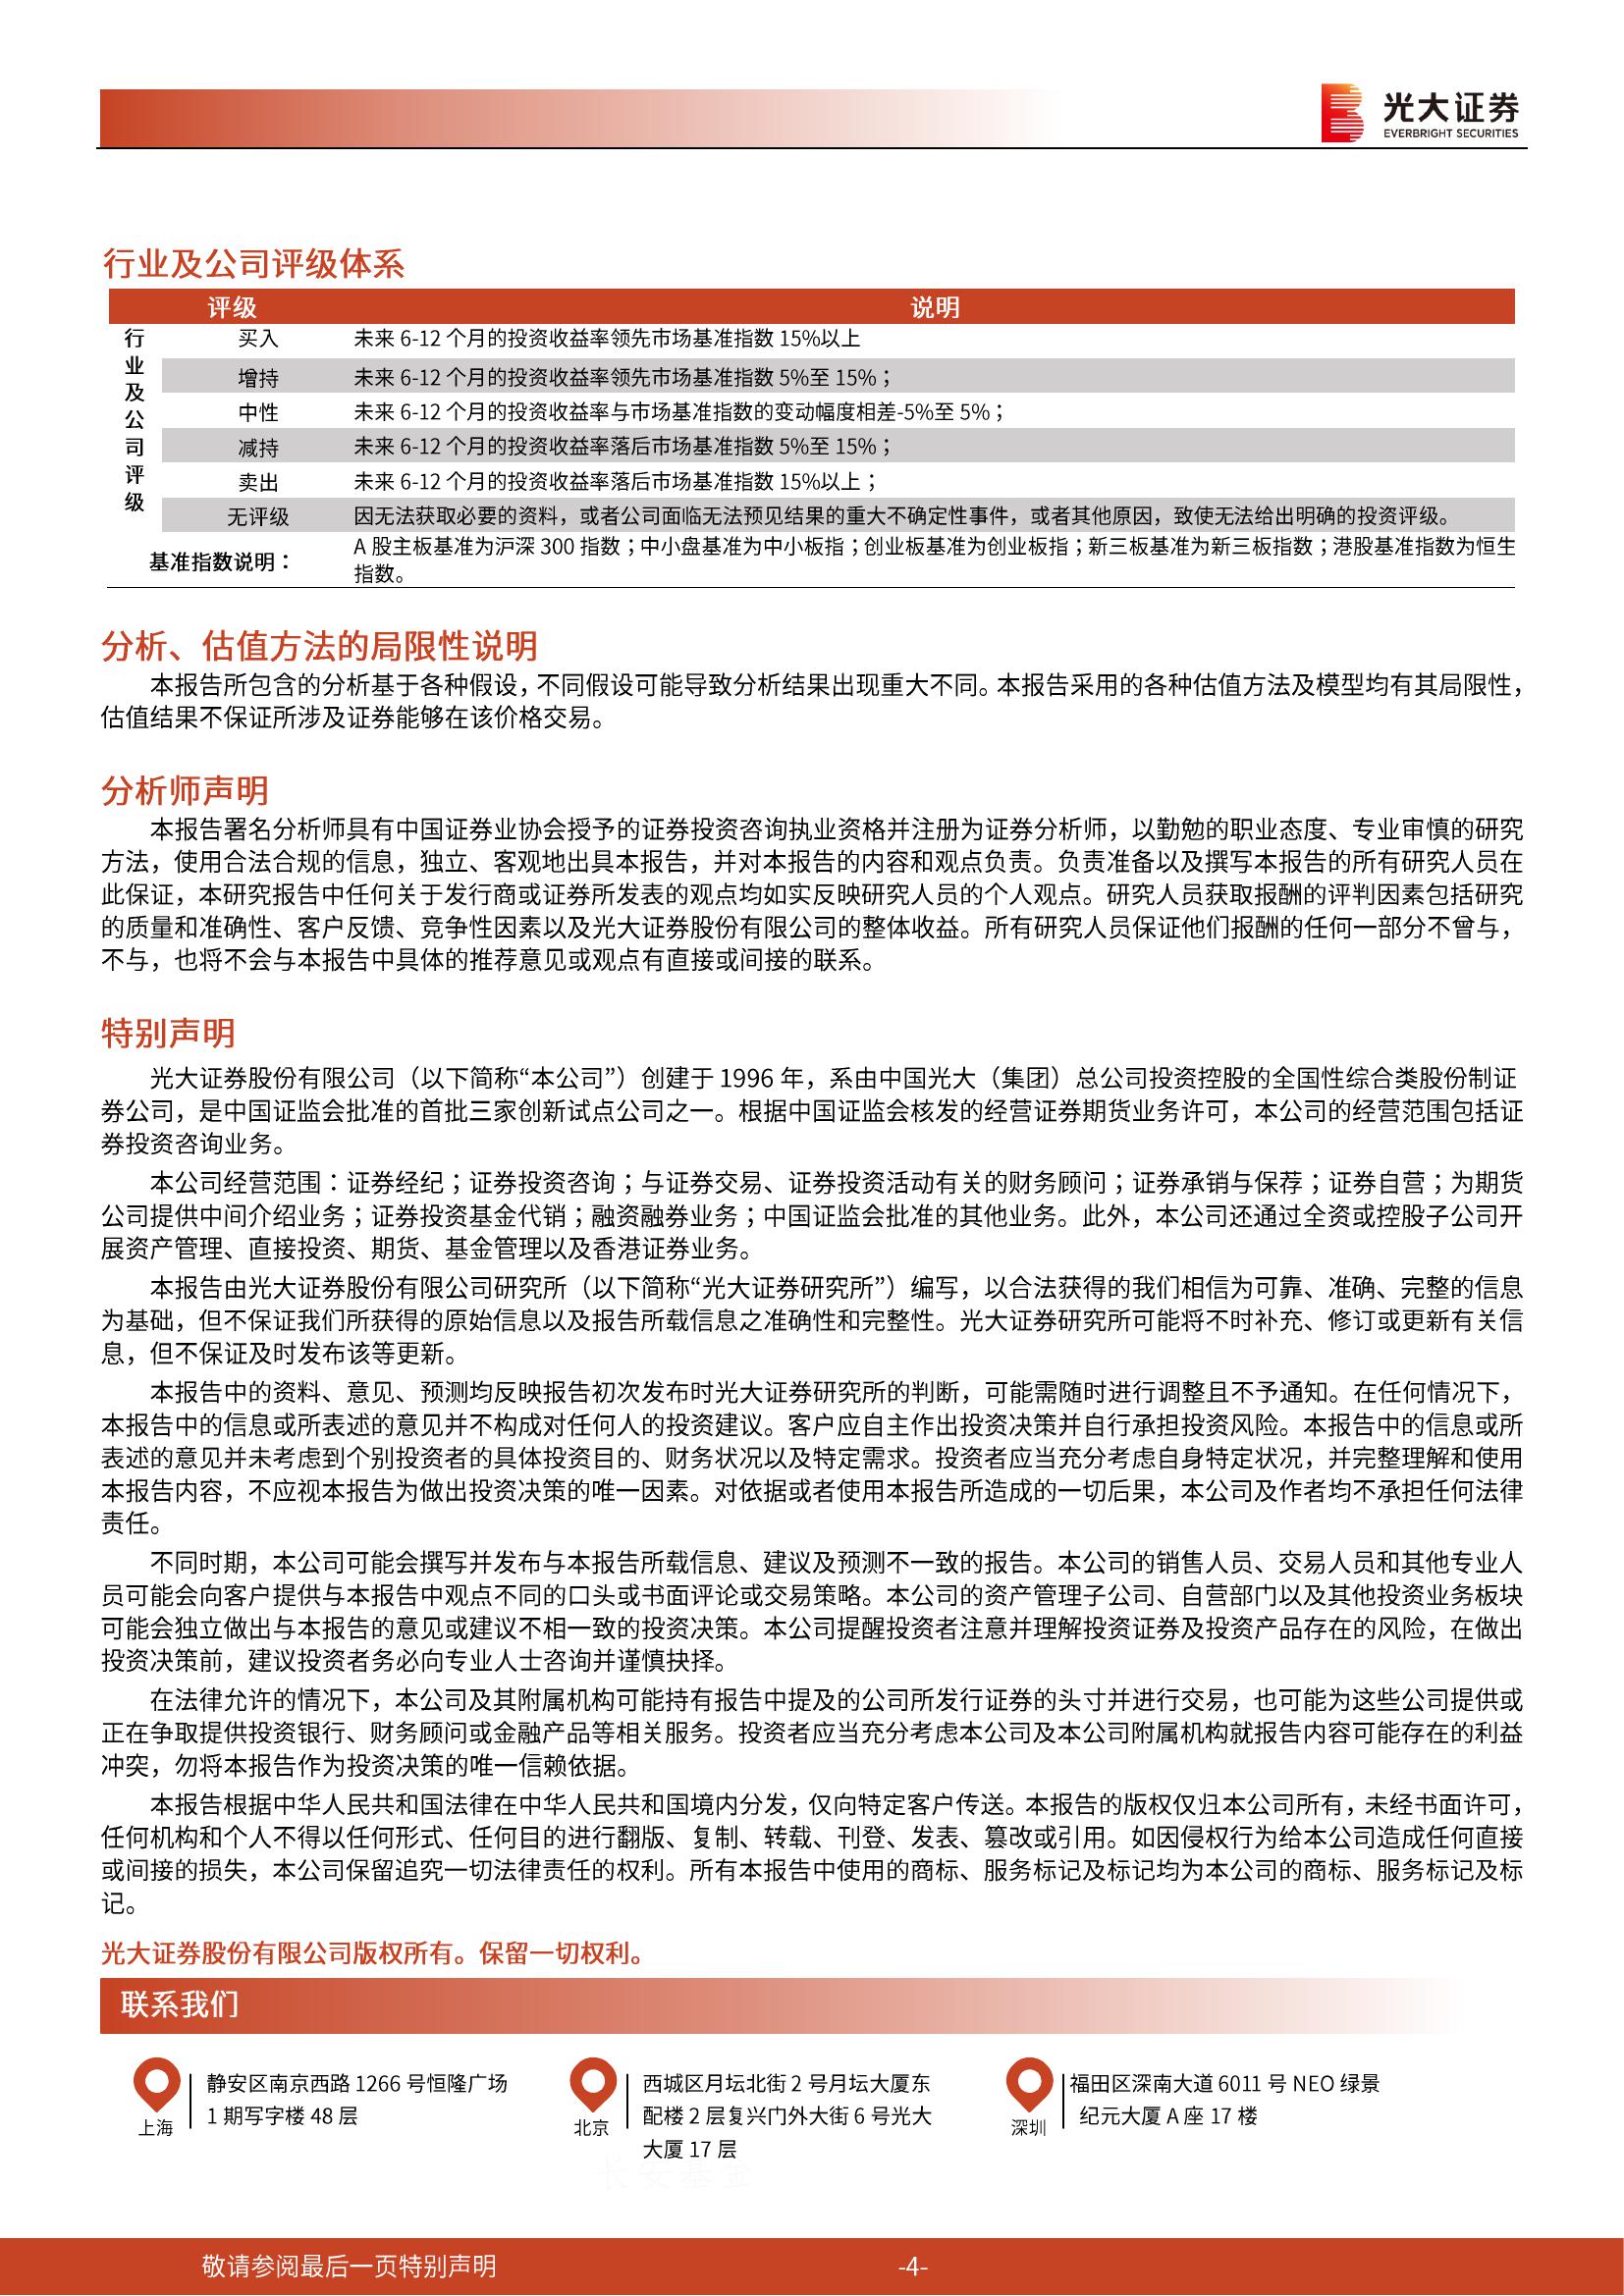 光大证券
EVERBRIGHT SECURITIES
行业及公司评级体系
评级 说明
行业及公司评级
买入 未来 6-12 个月的投资收益率领先市场基准指数 15%以上
增持 未来 6-12 个月的投资收益率领先市场基准指数 5%至 15%；
中性 未来 6-12 个月的投资收益率与市场基准指数的变动幅度相差-5%至 5%；
减持 未来 6-12 个月的投资收益率落后市场基准指数 5%至 15%；
卖出 未来 6-12 个月的投资收益率落后市场基准指数 15%以上；
无评级 因无法获取必要的资料，或者公司面临无法预见结果的重大不确定性事件，或者其他原因，致使无法给出明确的投资评级。
基准指数说明： A 股主板基准为沪深 300 指数；中小盘基准为中小板指；创业板基准为创业板指；新三板基准为新三板指数；港股基准指数为恒生
指数。
分析、估值方法的局限性说明
本报告所包含的分析基于各种假设，不同假设可能导致分析结果出现重大不同。本报告采用的各种估值方法及模型均有其局限性，
估值结果不保证所涉及证券能够在该价格交易。
分析师声明
本报告署名分析师具有中国证券业协会授予的证券投资咨询执业资格并注册为证券分析师，以勤勉的职业态度、专业审慎的研究
方法，使用合法合规的信息，独立、客观地出具本报告，并对本报告的内容和观点负责。负责准备以及撰写本报告的所有研究人员在
此保证，本研究报告中任何关于发行商或证券所发表的观点均如实反映研究人员的个人观点。研究人员获取报酬的评判因素包括研究
的质量和准确性、客户反馈、竞争性因素以及光大证券股份有限公司的整体收益。所有研究人员保证他们报酬的任何一部分不曾与，
不与，也将不会与本报告中具体的推荐意见或观点有直接或间接的联系。
特别声明
光大证券股份有限公司（以下简称“本公司”）创建于 1996 年，系由中国光大（集团）总公司投资控股的全国性综合类股份制证
券公司，是中国证监会批准的首批三家创新试点公司之一。根据中国证监会核发的经营证券期货业务许可，本公司的经营范围包括证
券投资咨询业务。
本公司经营范围：证券经纪；证券投资咨询；与证券交易、证券投资活动有关的财务顾问；证券承销与保荐；证券自营；为期货
公司提供中间介绍业务；证券投资基金代销；融资融券业务；中国证监会批准的其他业务。此外，本公司还通过全资或控股子公司开
展资产管理、直接投资、期货、基金管理以及香港证券业务。
本报告由光大证券股份有限公司研究所（以下简称“光大证券研究所”）编写，以合法获得的我们相信为可靠、准确、完整的信息
为基础，但不保证我们所获得的原始信息以及报告所载信息之准确性和完整性。光大证券研究所可能将不时补充、修订或更新有关信
息，但不保证及时发布该等更新。
本报告中的资料、意见、预测均反映报告初次发布时光大证券研究所的判断，可能需随时进行调整且不予通知。在任何情况下，
本报告中的信息或所表述的意见并不构成对任何人的投资建议。客户应自主作出投资决策并自行承担投资风险。本报告中的信息或所
表述的意见并未考虑到个别投资者的具体投资目的、财务状况以及特定需求。投资者应当充分考虑自身特定状况，并完整理解和使用
本报告内容，不应视本报告为做出投资决策的唯一因素。对依据或者使用本报告所造成的一切后果，本公司及作者均不承担任何法律
责任。
不同时期，本公司可能会撰写并发布与本报告所载信息、建议及预测不一致的报告。本公司的销售人员、交易人员和其他专业人
员可能会向客户提供与本报告中观点不同的口头或书面评论或交易策略。本公司的资产管理子公司、自营部门以及其他投资业务板块
可能会独立做出与本报告的意见或建议不相一致的投资决策。本公司提醒投资者注意并理解投资证券及投资产品存在的风险，在做出
投资决策前，建议投资者务必向专业人士咨询并谨慎抉择。
在法律允许的情况下，本公司及其附属机构可能持有报告中提及的公司所发行证券的头寸并进行交易，也可能为这些公司提供或
正在争取提供投资银行、财务顾问或金融产品等相关服务。投资者应当充分考虑本公司及本公司附属机构就报告内容可能存在的利益
冲突，勿将本报告作为投资决策的唯一信赖依据。
本报告根据中华人民共和国法律在中华人民共和国境内分发，仅向特定客户传送。本报告的版权仅归本公司所有，未经书面许可，
任何机构和个人不得以任何形式、任何目的进行翻版、复制、转载、刊登、发表、篡改或引用。如因侵权行为给本公司造成任何直接
或间接的损失，本公司保留追究一切法律责任的权利。所有本报告中使用的商标、服务标记及标记均为本公司的商标、服务标记及标
记。
光大证券股份有限公司版权所有。保留一切权利。
联系我们
上海
静安区南京西路 1266 号恒隆广场
1 期写字楼 48 层
北京
西城区月坛北街 2 号月坛大厦东
配楼 2 层复兴门外大街 6 号光大
大厦 17 层
深圳
福田区深南大道 6011 号 NEO 绿景
纪元大厦 A 座 17 楼
长安基金
敬请参阅最后一页特别声明 -4-